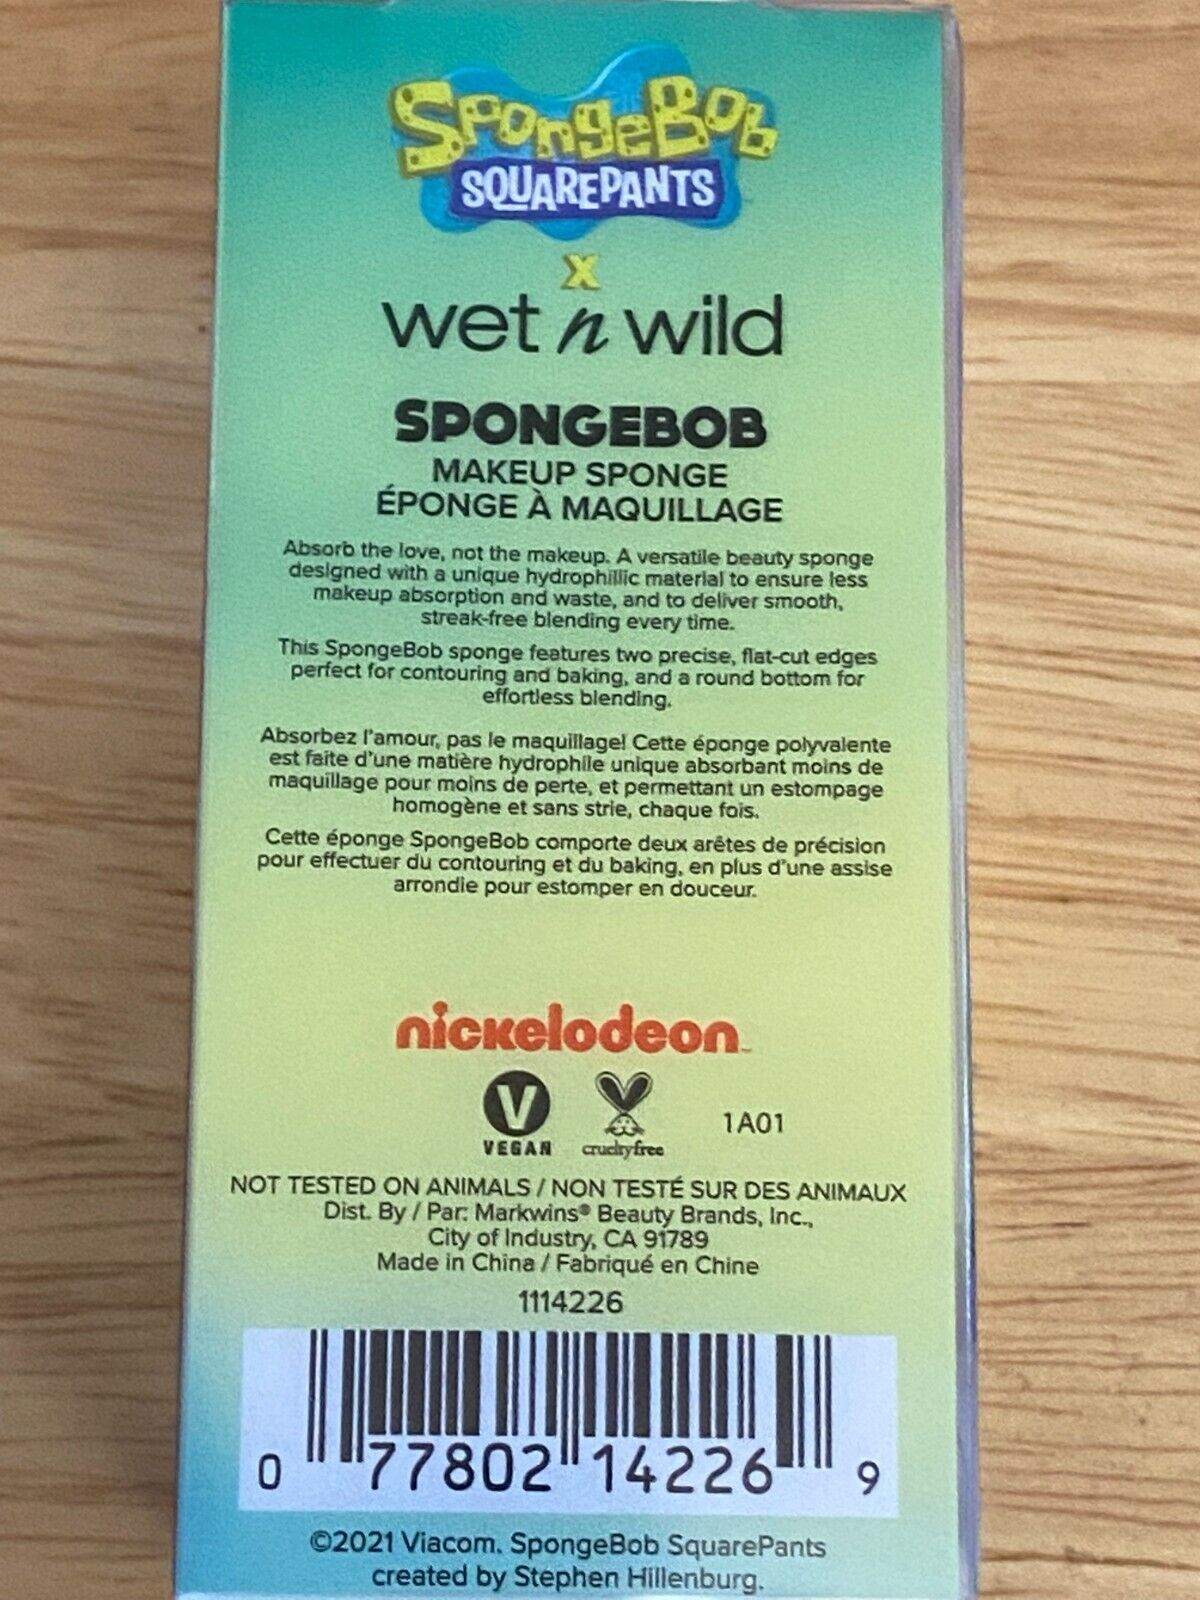 SPONGEBOB
SQUAREPANTS
x
wet n wild
SPONGEBOB
MAKEUP SPONGE
ÉPONGE À MAQUILLAGE
Absorb the love, not the makeup. A versatile beauty sponge
designed with a unique hydrophillic material to ensure less
makeup absorption and waste, and to deliver smooth,
streak-free blending every time.
This SpongeBob sponge features two precise, flat-cut edges
perfect for contouring and baking, and a round bottom for
effortless blending.
Absorbez l'amour, pas le maquillage! Cette éponge polyvalente
est faite d'une matière hydrophile unique absorbant moins de
maquillage pour moins de perte, et permettant un estompage
homogène et sans strie, chaque fois.
Cette éponge SpongeBob comporte deux arêtes de précision
pour effectuer du contouring et du baking, en plus d'une assise
arrondie pour estomper en douceur.
nickelodeon™
V
VEGAN crueltyfree 1A01
NOT TESTED ON ANIMALS / NON TESTÉ SUR DES ANIMAUX
Dist. By / Par: Markwins® Beauty Brands, Inc.,
City of Industry, CA 91789
Made in China / Fabriqué en Chine
1114226
0 77802 14226 9
©2021 Viacom. SpongeBob SquarePants
created by Stephen Hillenburg.